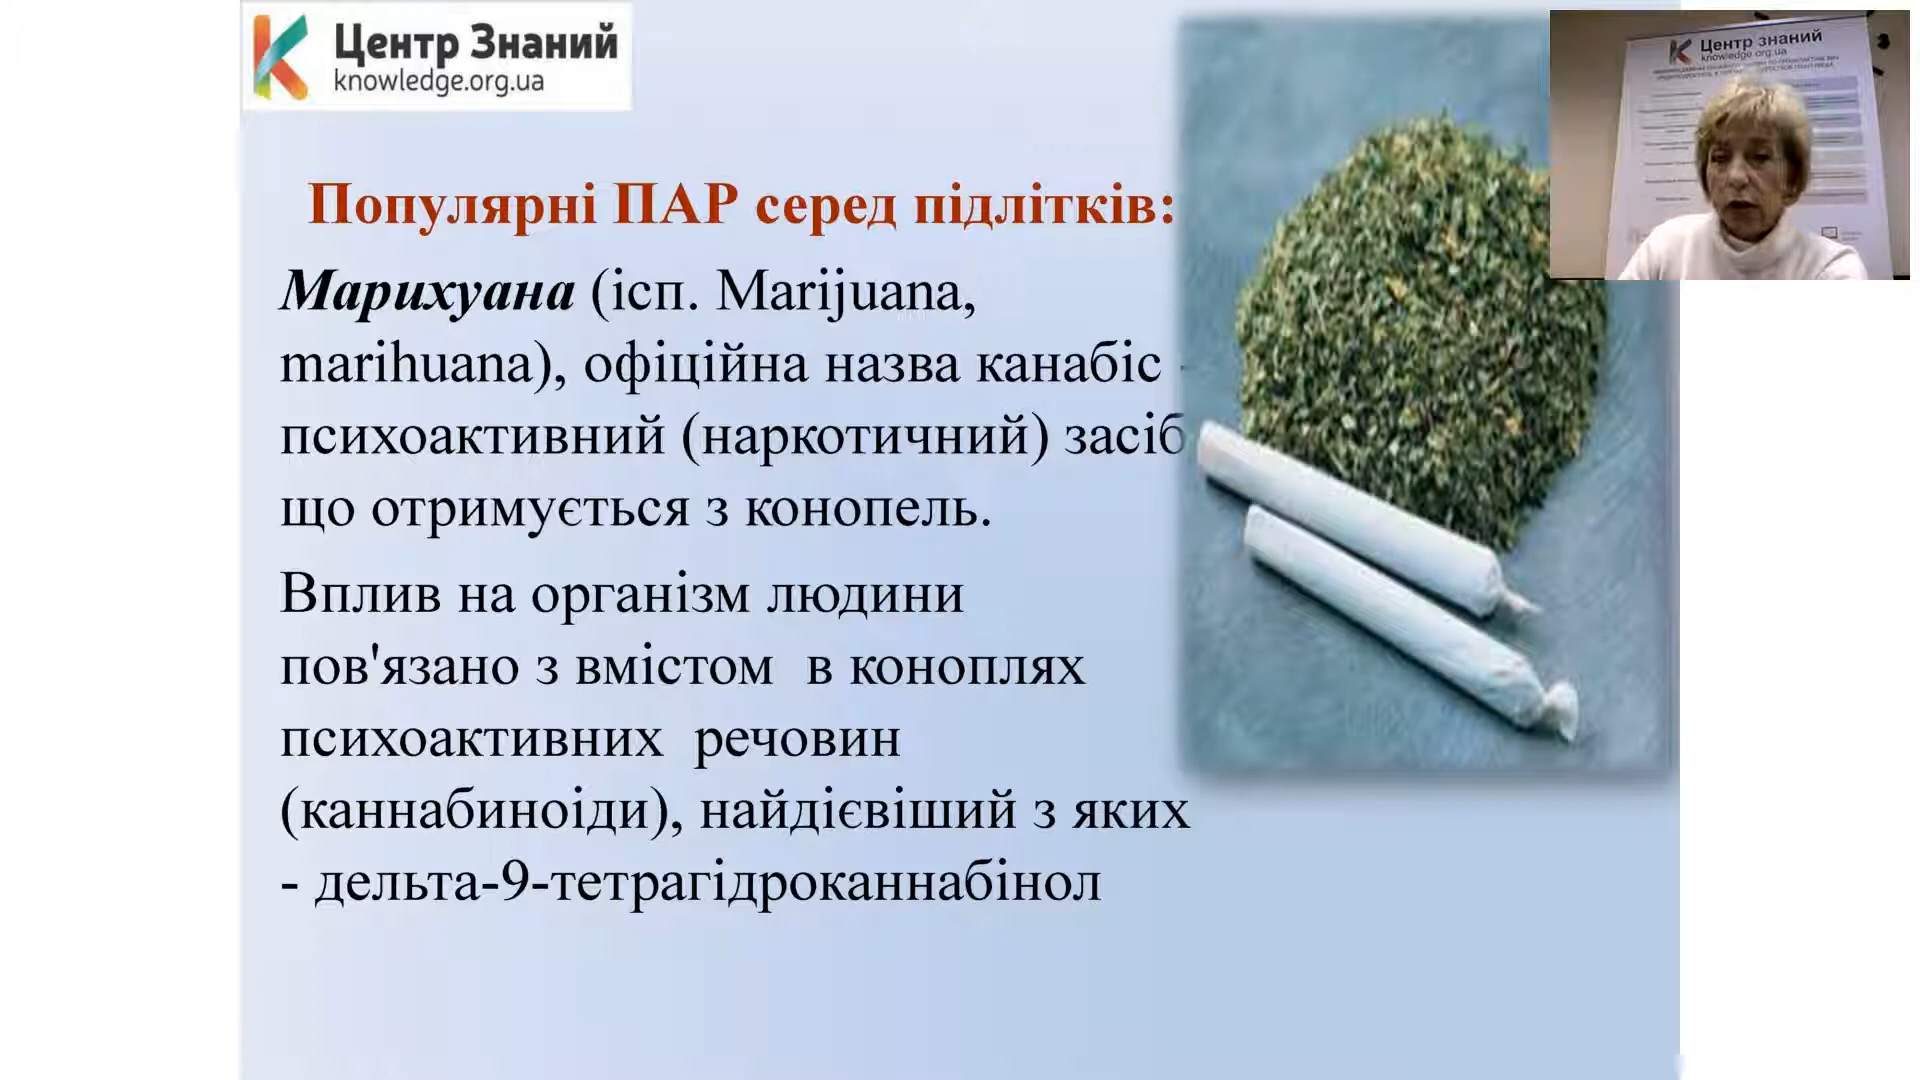 Центр Знаний
knowledge.org.ua
Популярні ПАР серед підлітків:
Марихуана (ісп. Marijuana,
marihuana), офіційна назва канабіс -
психоактивний (наркотичний) засіб
що отримується з конопель.
Вплив на організм людини
пов'язано з вмістом в коноплях
психоактивних речовин
(каннабиноіди), найдієвіший з яких
- дельта-9-тетрагідроканнабінол
Центр знаний
knowledge.org.ua